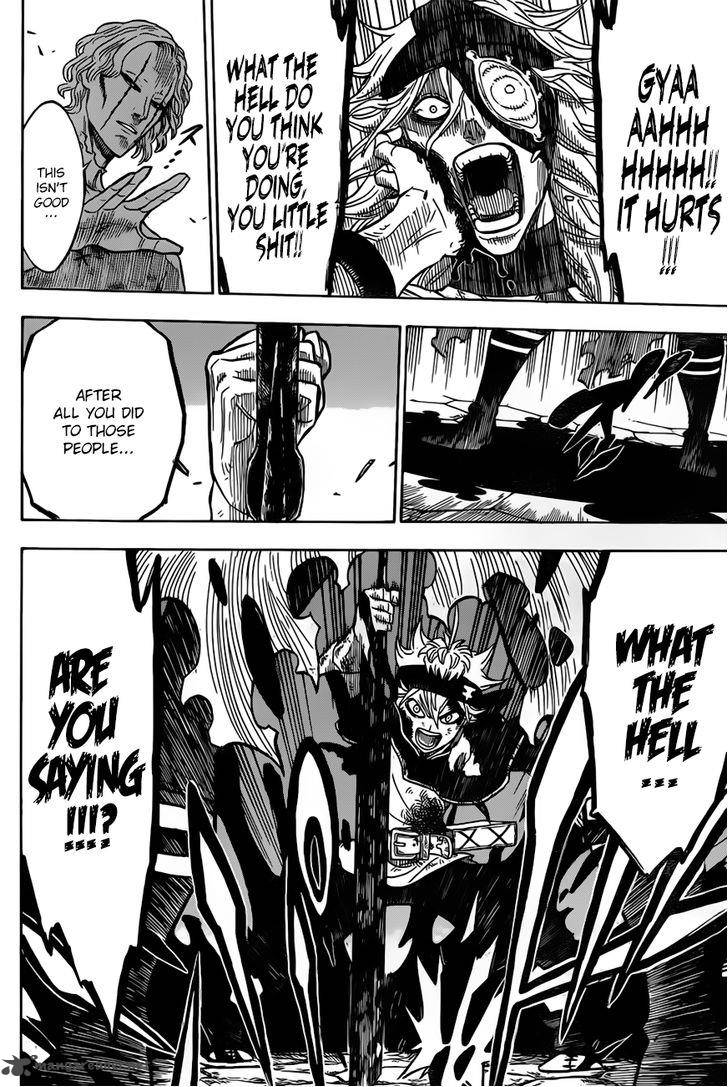 GYAA
AAHHH
HHHHH!!
IT HURTS
!!!
WHAT THE
HELL DO
YOU THINK
YOU'RE
DOING,
YOU LITTLE
SHIT!!
THIS
ISN'T
GOOD
...
AFTER
ALL YOU DID
TO THOSE
PEOPLE...
WHAT
THE
HELL
...
ARE
YOU
SAYING
!!!?